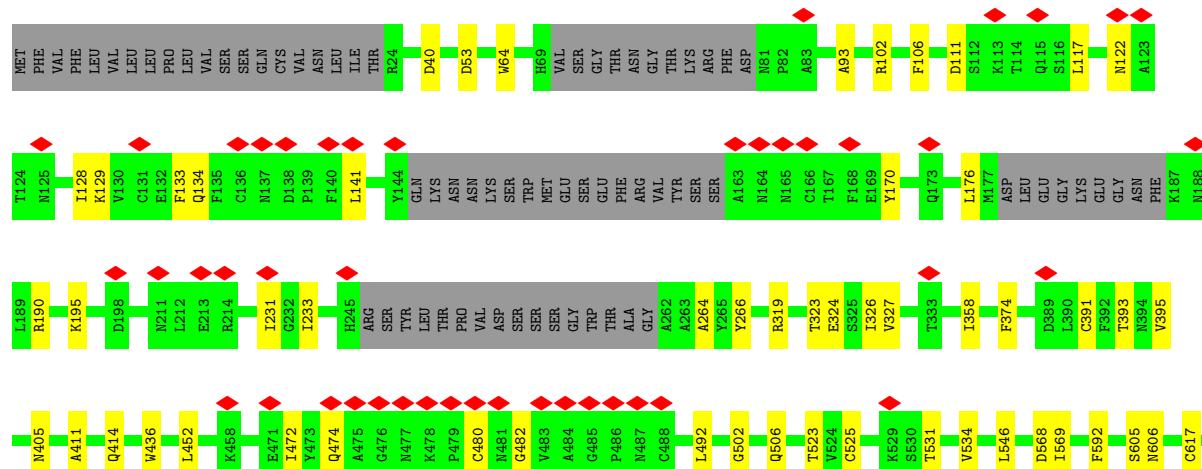 MET PHE VAL PHE LEU VAL LEU LEU PRO LEU VAL SER SER GLN CYS VAL ASN LEU ILE THR R24 D40 D53 W64 H69 VAL SER GLY THR ASN GLY THR LYS ARG PHE ASP N81 P82 A83 A93 R102 F106 D111 S112 K113 T114 Q115 S116 L117 N122 A123
T124 N125 I128 K129 V130 C131 E132 F133 Q134 F135 C136 N137 D138 P139 F140 L141 Y144 GLN LYS ASN ASN LYS SER TRP MET GLU SER GLU PHE ARG VAL TYR SER SER A163 N164 N165 C166 T167 F168 E169 Y170 Q173 L176 M177 ASP LEU GLU GLY LYS GLU GLY ASN PHE K187 N188
L189 R190 K195 D198 N211 L212 E213 R214 I231 G232 I233 H245 ARG SER TYR LEU THR PRO VAL ASP SER SER SER GLY TRP THR ALA GLY A262 A263 A264 Y265 Y266 R319 T323 E324 S325 I326 V327 T333 I358 F374 D389 L390 C391 F392 T393 N394 V395
N405 A411 Q414 W436 L452 K458 E471 I472 Y473 Q474 A475 G476 N477 K478 P479 C480 N481 G482 V483 A484 G485 P486 N487 C488 L492 G502 Q506 T523 V524 C525 K529 S530 T531 V534 L546 D568 I569 F592 S605 N606 G617